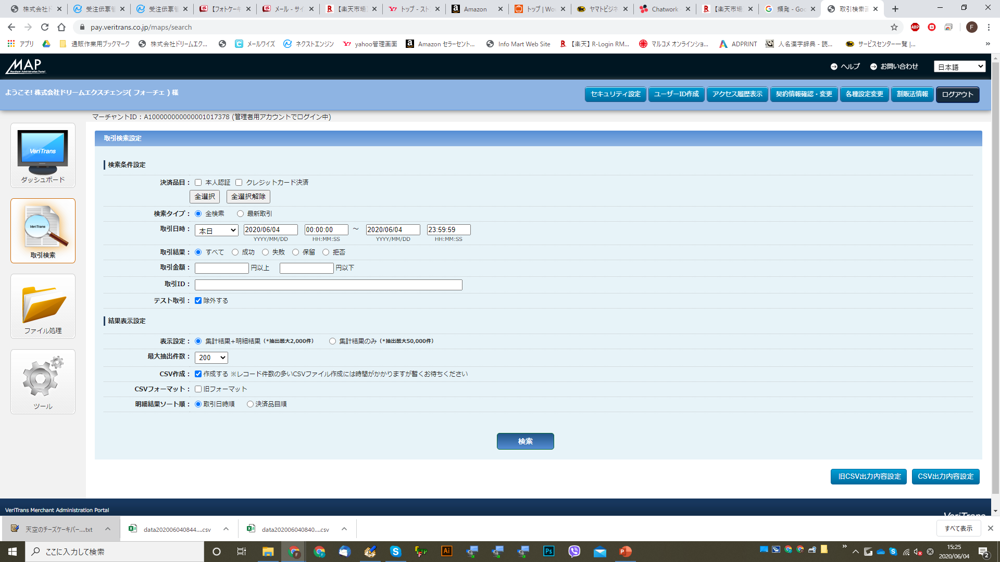 株式会社ド
受注伝票管
受注伝票管
【フォトケーキ
メール - サイ
【楽天市場
トップ - スト
Amazon
トップ | Wo
ヤマトビジネ
Chatwork
【楽天市場
頻発 - Goo
取引検索画
pay.veritrans.co.jp/maps/search
アプリ
通販作業用ブックマーク
株式会社ドリームエク...
メールワイズ
ネクストエンジン
yahoo管理画面
Amazon セラーセント...
Info Mart Web Site
【楽天】R-Login RM...
マルコメ オンラインショ...
ADPRINT
人名漢字辞典 - 読...
サービスセンター一覧 |...
MAP
Merchant Administration Portal
ヘルプ
お問い合わせ
日本語
ようこそ! 株式会社ドリームエクスチェンジ( フォーチェ ) 様
セキュリティ設定
ユーザーID作成
アクセス履歴表示
契約情報確認・変更
各種設定変更
割販法情報
ログアウト
マーチャントID : A100000000000001017378 (管理者用アカウントでログイン中)
VeriTrans
ダッシュボード
VeriTrans
取引検索
ファイル処理
ツール
取引検索設定
検索条件設定
決済品目 : 本人認証 クレジットカード決済
全選択 全選択解除
検索タイプ : 全検索 最新取引
取引日時 : 本日 2020/06/04 00:00:00 ～ 2020/06/04 23:59:59
YYYY/MM/DD HH:MM:SS YYYY/MM/DD HH:MM:SS
取引結果 : すべて 成功 失敗 保留 拒否
取引金額 : 円以上 円以下
取引ID :
テスト取引 : 除外する
結果表示設定
表示設定 : 集計結果+明細結果 (*抽出最大2,000件) 集計結果のみ (*抽出最大50,000件)
最大抽出件数 : 200
CSV作成 : 作成する ※レコード件数の多いCSVファイル作成には時間がかかりますが暫くお待ちください
CSVフォーマット : 旧フォーマット
明細結果ソート順 : 取引日時順 決済品目順
検索
旧CSV出力内容設定 CSV出力内容設定
VeriTrans Merchant Administration Portal
VeriTrans
天空のチーズケーキバー....txt
data202006040844....csv
data202006040840....csv
すべて表示
ここに入力して検索
15:25
2020/06/04
2